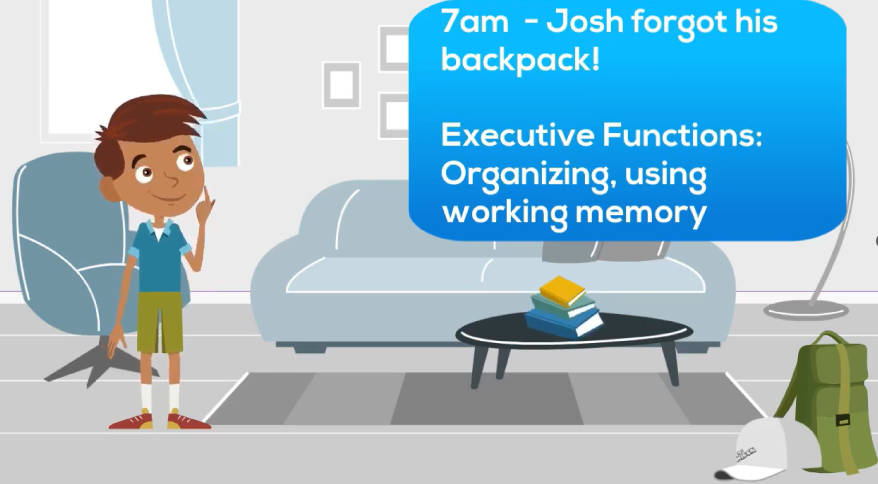 7am - Josh forgot his
backpack!
Executive Functions:
Organizing, using
working memory